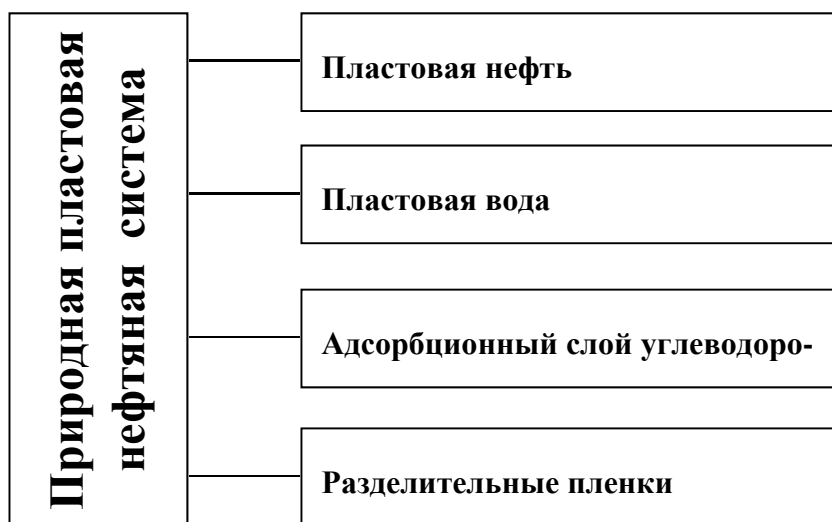 Природная пластовая
нефтяная система
Пластовая нефть
Пластовая вода
Адсорбционный слой углеводоро-
Разделительные пленки